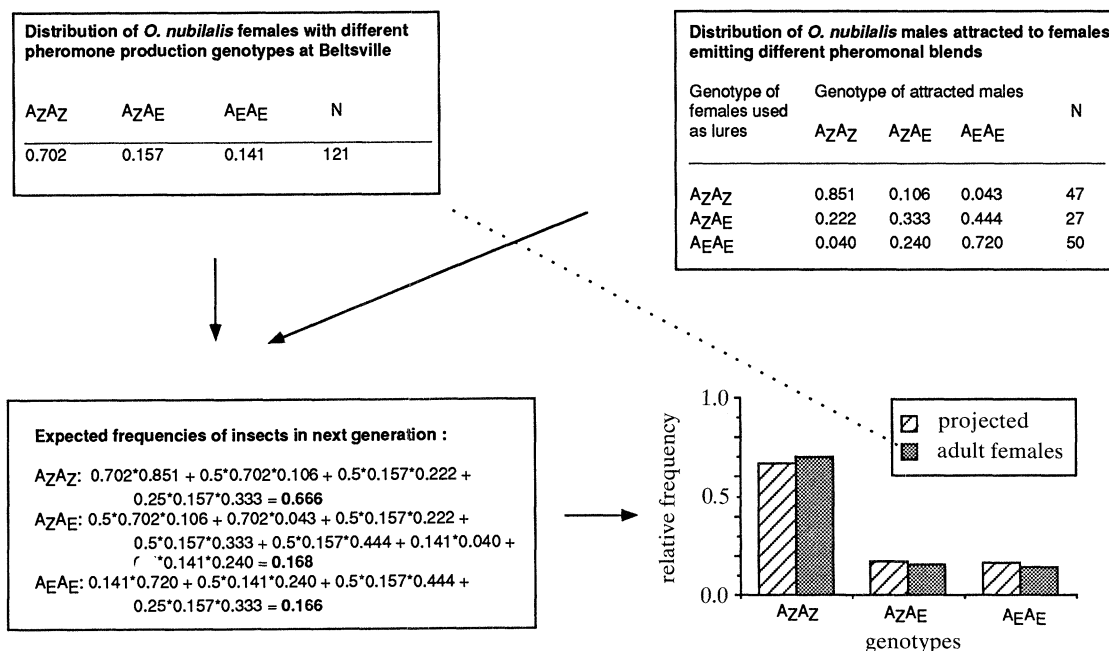 Distribution of O. nubilalis females with different
pheromone production genotypes at Beltsville
AZAZ AZAE AEAE N
0.702 0.157 0.141 121
Distribution of O. nubilalis males attracted to females
emitting different pheromonal blends
Genotype of Genotype of attracted males
females used N
as lures AZAZ AZAE AEAE
AZAZ 0.851 0.106 0.043 47
AZAE 0.222 0.333 0.444 27
AEAE 0.040 0.240 0.720 50
Expected frequencies of insects in next generation :
AZAZ: 0.702*0.851 + 0.5*0.702*0.106 + 0.5*0.157*0.222 +
0.25*0.157*0.333 = 0.666
AZAE: 0.5*0.702*0.106 + 0.702*0.043 + 0.5*0.157*0.222 +
0.5*0.157*0.333 + 0.5*0.157*0.444 + 0.141*0.040 +
*0.141*0.240 = 0.168
AEAE: 0.141*0.720 + 0.5*0.141*0.240 + 0.5*0.157*0.444 +
0.25*0.157*0.333 = 0.166
1.0
projected
adult females
relative frequency
0.5
0.0
AZAZ AZAE AEAE
genotypes